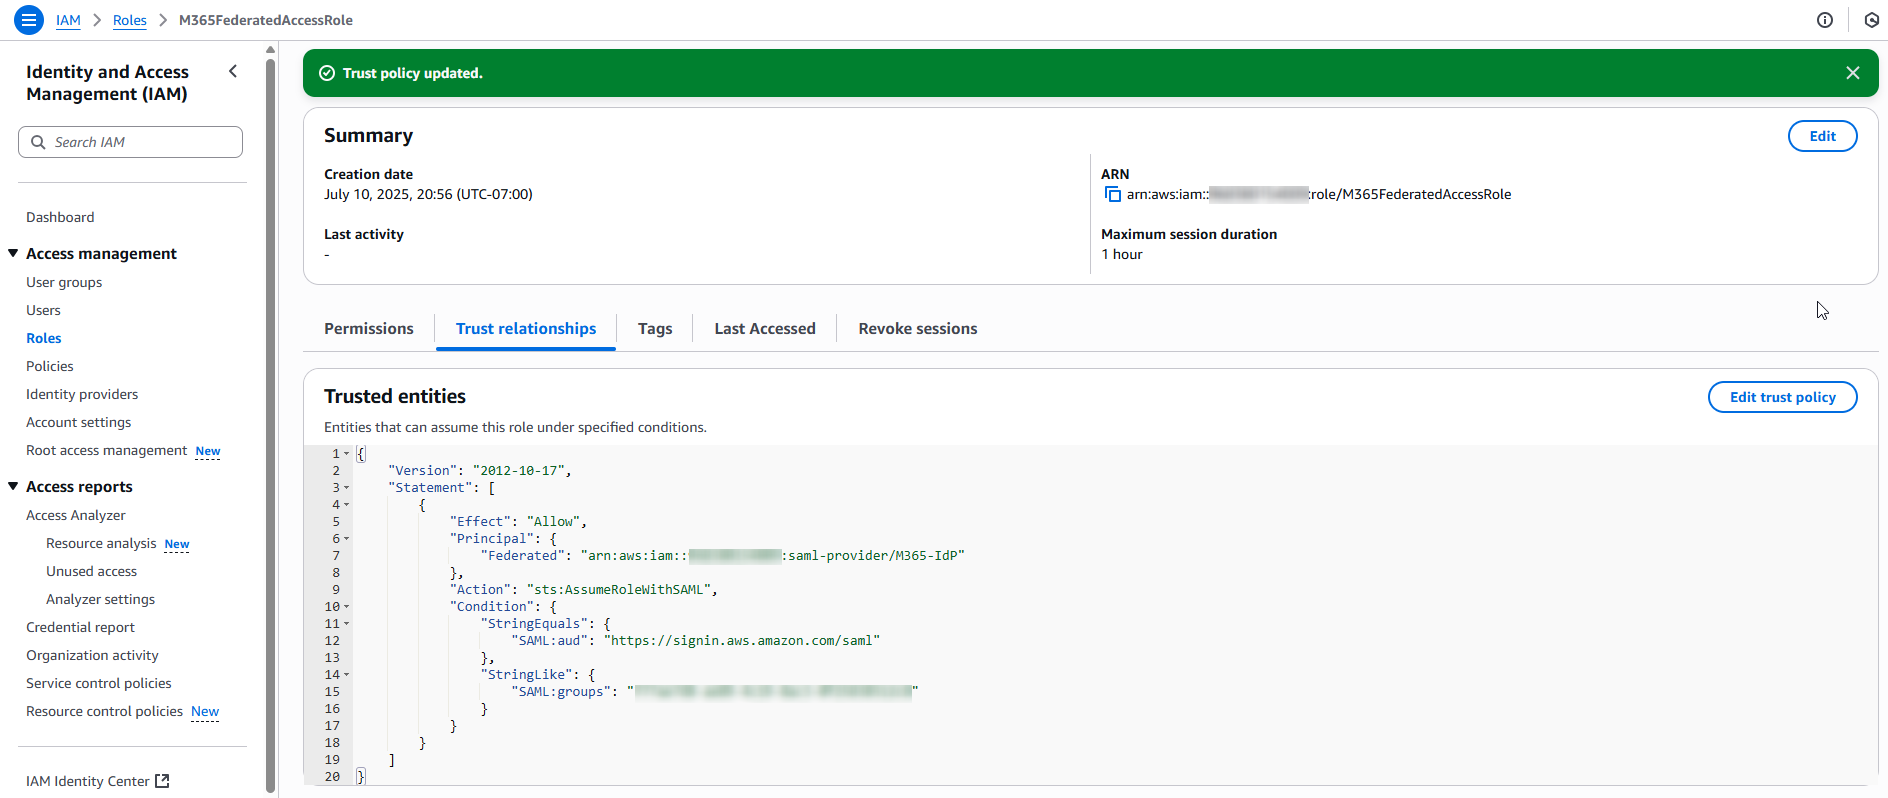 IAM > Roles > M365FederatedAccessRole
Identity and Access
Management (IAM)
Search IAM
Dashboard
Access management
User groups
Users
Roles
Policies
Identity providers
Account settings
Root access management New
Access reports
Access Analyzer
Resource analysis New
Unused access
Analyzer settings
Credential report
Organization activity
Service control policies
Resource control policies New
IAM Identity Center
Trust policy updated.
Summary
Edit
Creation date
July 10, 2025, 20:56 (UTC-07:00)
Last activity
-
ARN
arn:aws:iam:: :role/M365FederatedAccessRole
Maximum session duration
1 hour
Permissions
Trust relationships
Tags
Last Accessed
Revoke sessions
Trusted entities
Edit trust policy
Entities that can assume this role under specified conditions.
1 {
2 "Version": "2012-10-17",
3 "Statement": [
4 {
5 "Effect": "Allow",
6 "Principal": {
7 "Federated": "arn:aws:iam:: :saml-provider/M365-IdP"
8 },
9 "Action": "sts:AssumeRoleWithSAML",
10 "Condition": {
11 "StringEquals": {
12 "SAML:aud": "https://signin.aws.amazon.com/saml"
13 },
14 "StringLike": {
15 "SAML:groups": " "
16 }
17 }
18 }
19 ]
20 }